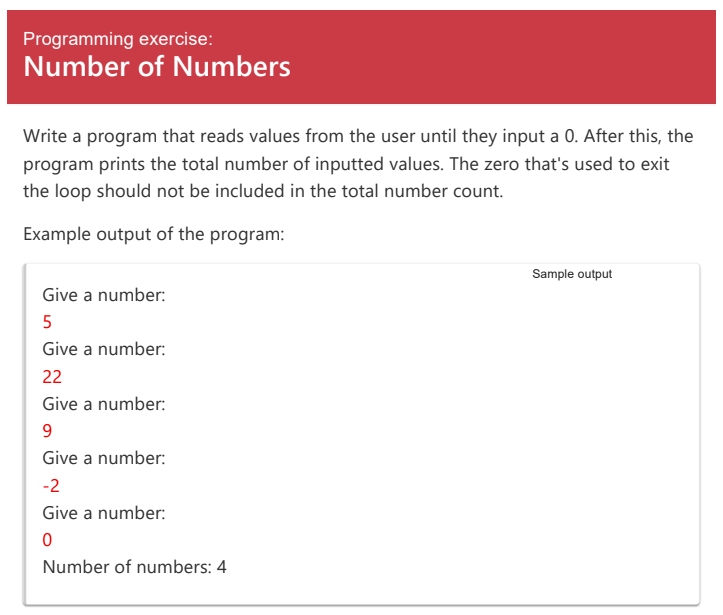 Programming exercise:
Number of Numbers
Write a program that reads values from the user until they input a 0. After this, the
program prints the total number of inputted values. The zero that's used to exit
the loop should not be included in the total number count.
Example output of the program:
Sample output
Give a number:
5
Give a number:
22
Give a number:
9
Give a number:
-2
Give a number:
0
Number of numbers: 4